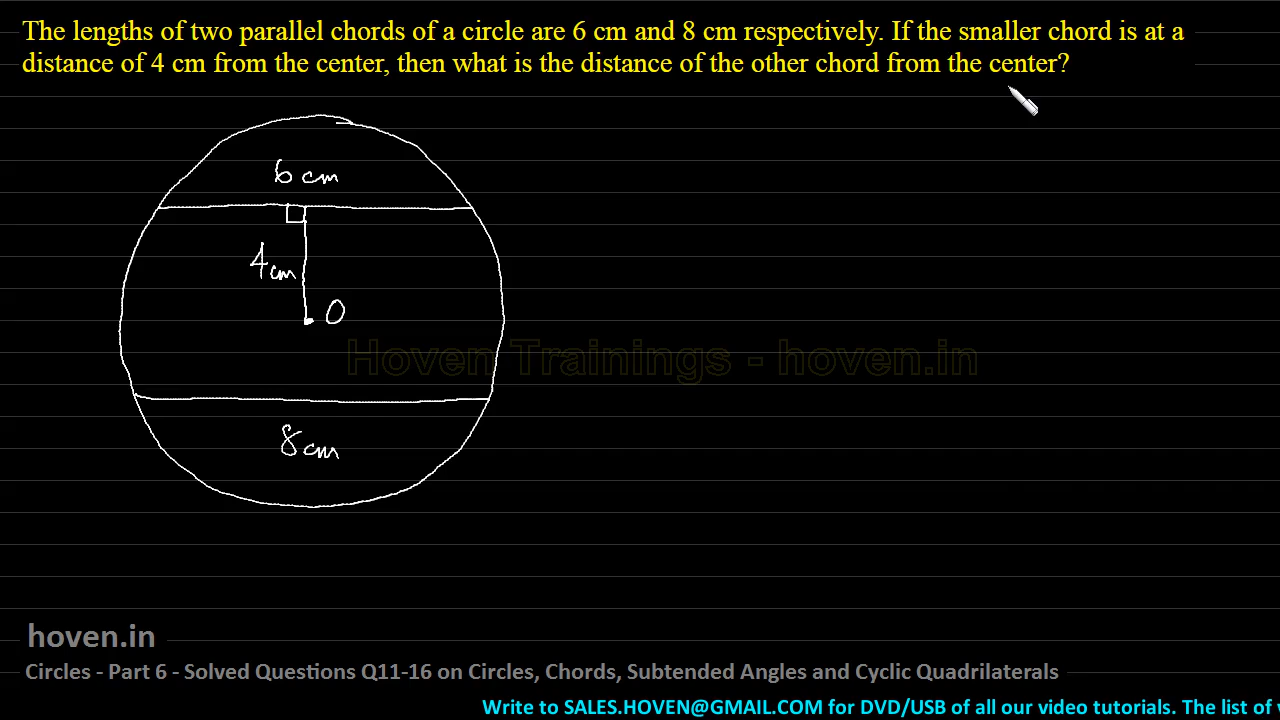 The lengths of two parallel chords of a circle are 6 cm and 8 cm respectively. If the smaller chord is at a
distance of 4 cm from the center, then what is the distance of the other chord from the center?
6 cm
4 cm
O
Hoven Trainings - hoven.in
8 cm
hoven.in
Circles - Part 6 - Solved Questions Q11-16 on Circles, Chords, Subtended Angles and Cyclic Quadrilaterals
Write to SALES.HOVEN@GMAIL.COM for DVD/USB of all our video tutorials. The list of